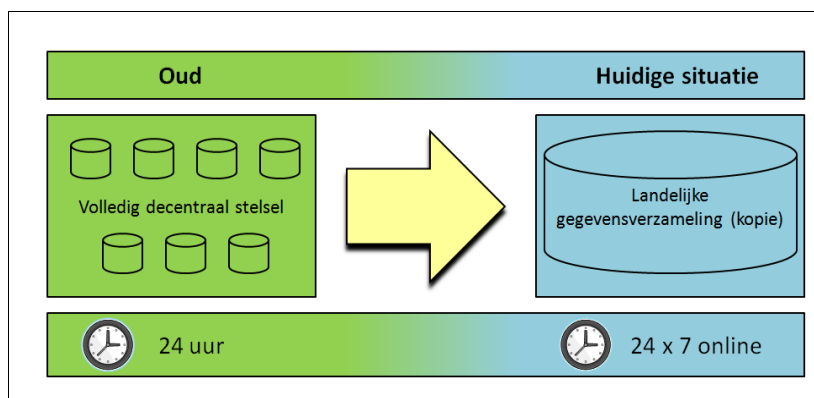 Oud
Huidige situatie
Volledig decentraal stelsel
Landelijke
gegevensverzameling (kopie)
24 uur
24 x 7 online